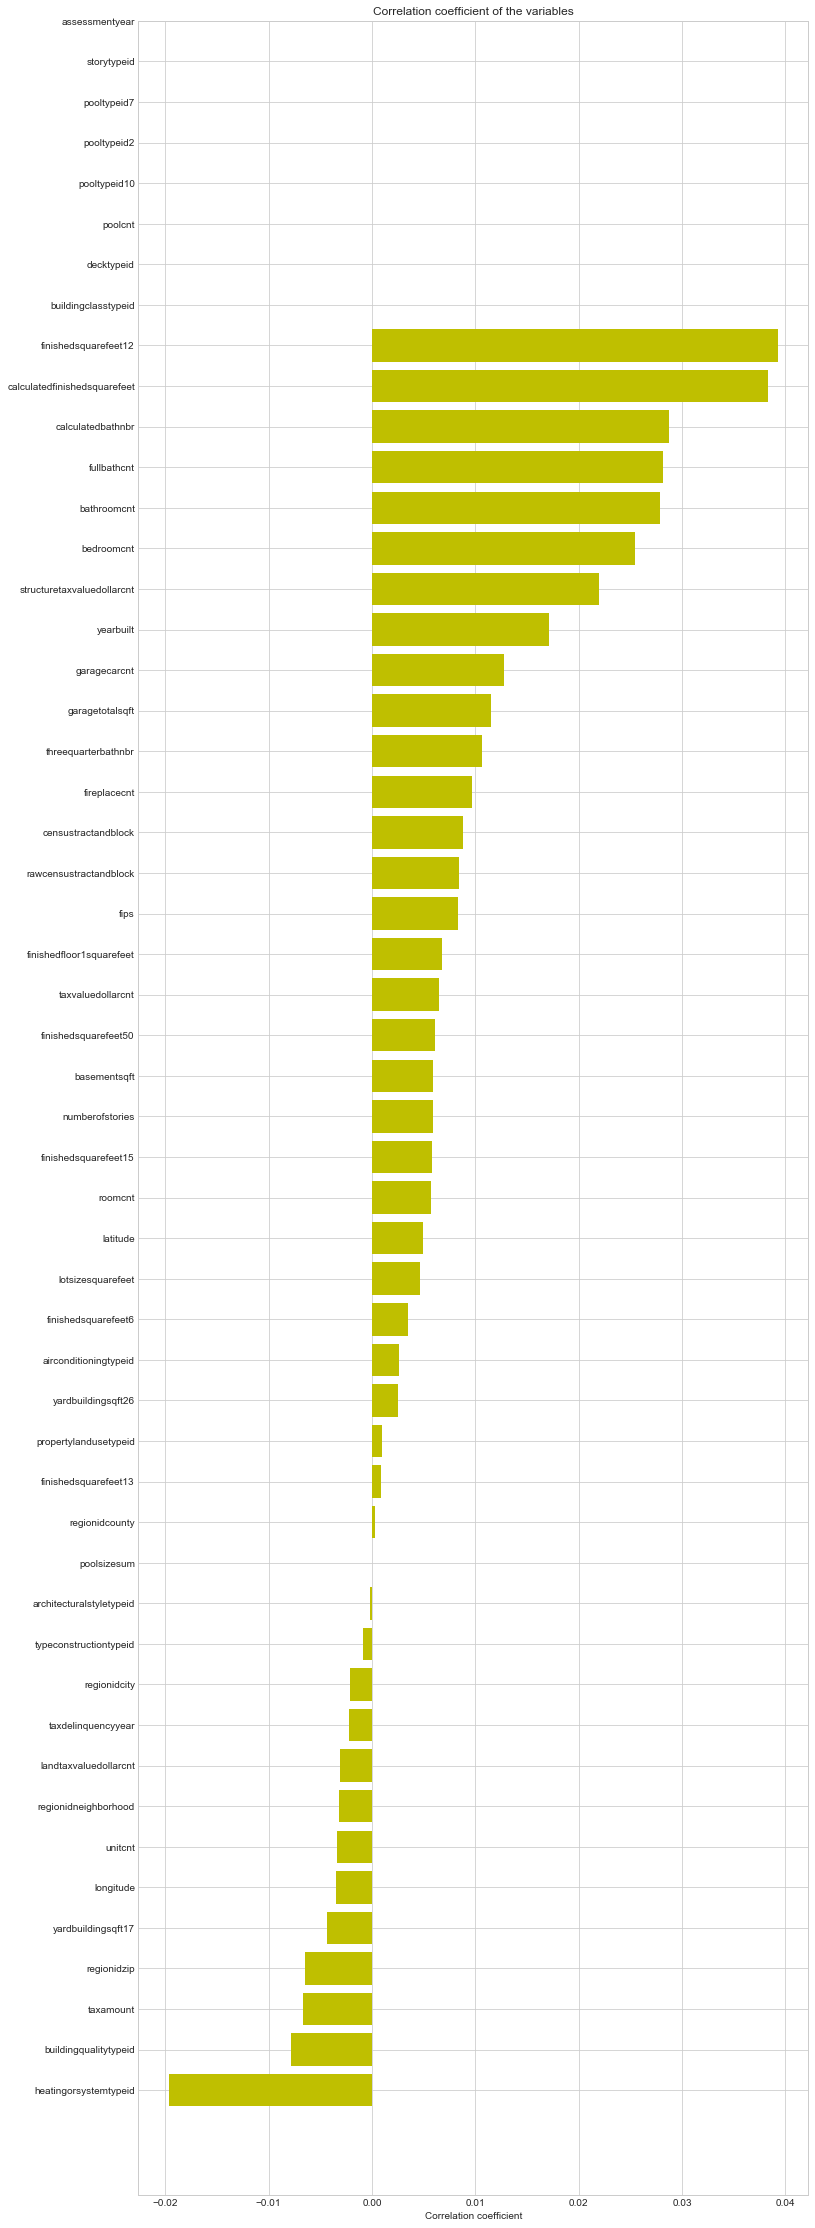 Correlation coefficient of the variables
assessmentyear
storytypeid
pooltypeid7
pooltypeid2
pooltypeid10
poolcnt
decktypeid
buildingclasstypeid
finishedsquarefeet12
calculatedfinishedsquarefeet
calculatedbathnbr
fullbathcnt
bathroomcnt
bedroomcnt
structuretaxvaluedollarcnt
yearbuilt
garagecarcnt
garagetotalsqft
threequarterbathnbr
fireplacecnt
censustractandblock
rawcensustractandblock
fips
finishedfloor1squarefeet
taxvaluedollarcnt
finishedsquarefeet50
basementsqft
numberofstories
finishedsquarefeet15
roomcnt
latitude
lotsizesquarefeet
finishedsquarefeet6
airconditioningtypeid
yardbuildingsqft26
propertylandusetypeid
finishedsquarefeet13
regionidcounty
poolsizesum
architecturalstyletypeid
typeconstructiontypeid
regionidcity
taxdelinquencyyear
landtaxvaluedollarcnt
regionidneighborhood
unitcnt
longitude
yardbuildingsqft17
regionidzip
taxamount
buildingqualitytypeid
heatingorsystemtypeid
−0.02 −0.01 0.00 0.01 0.02 0.03 0.04
Correlation coefficient